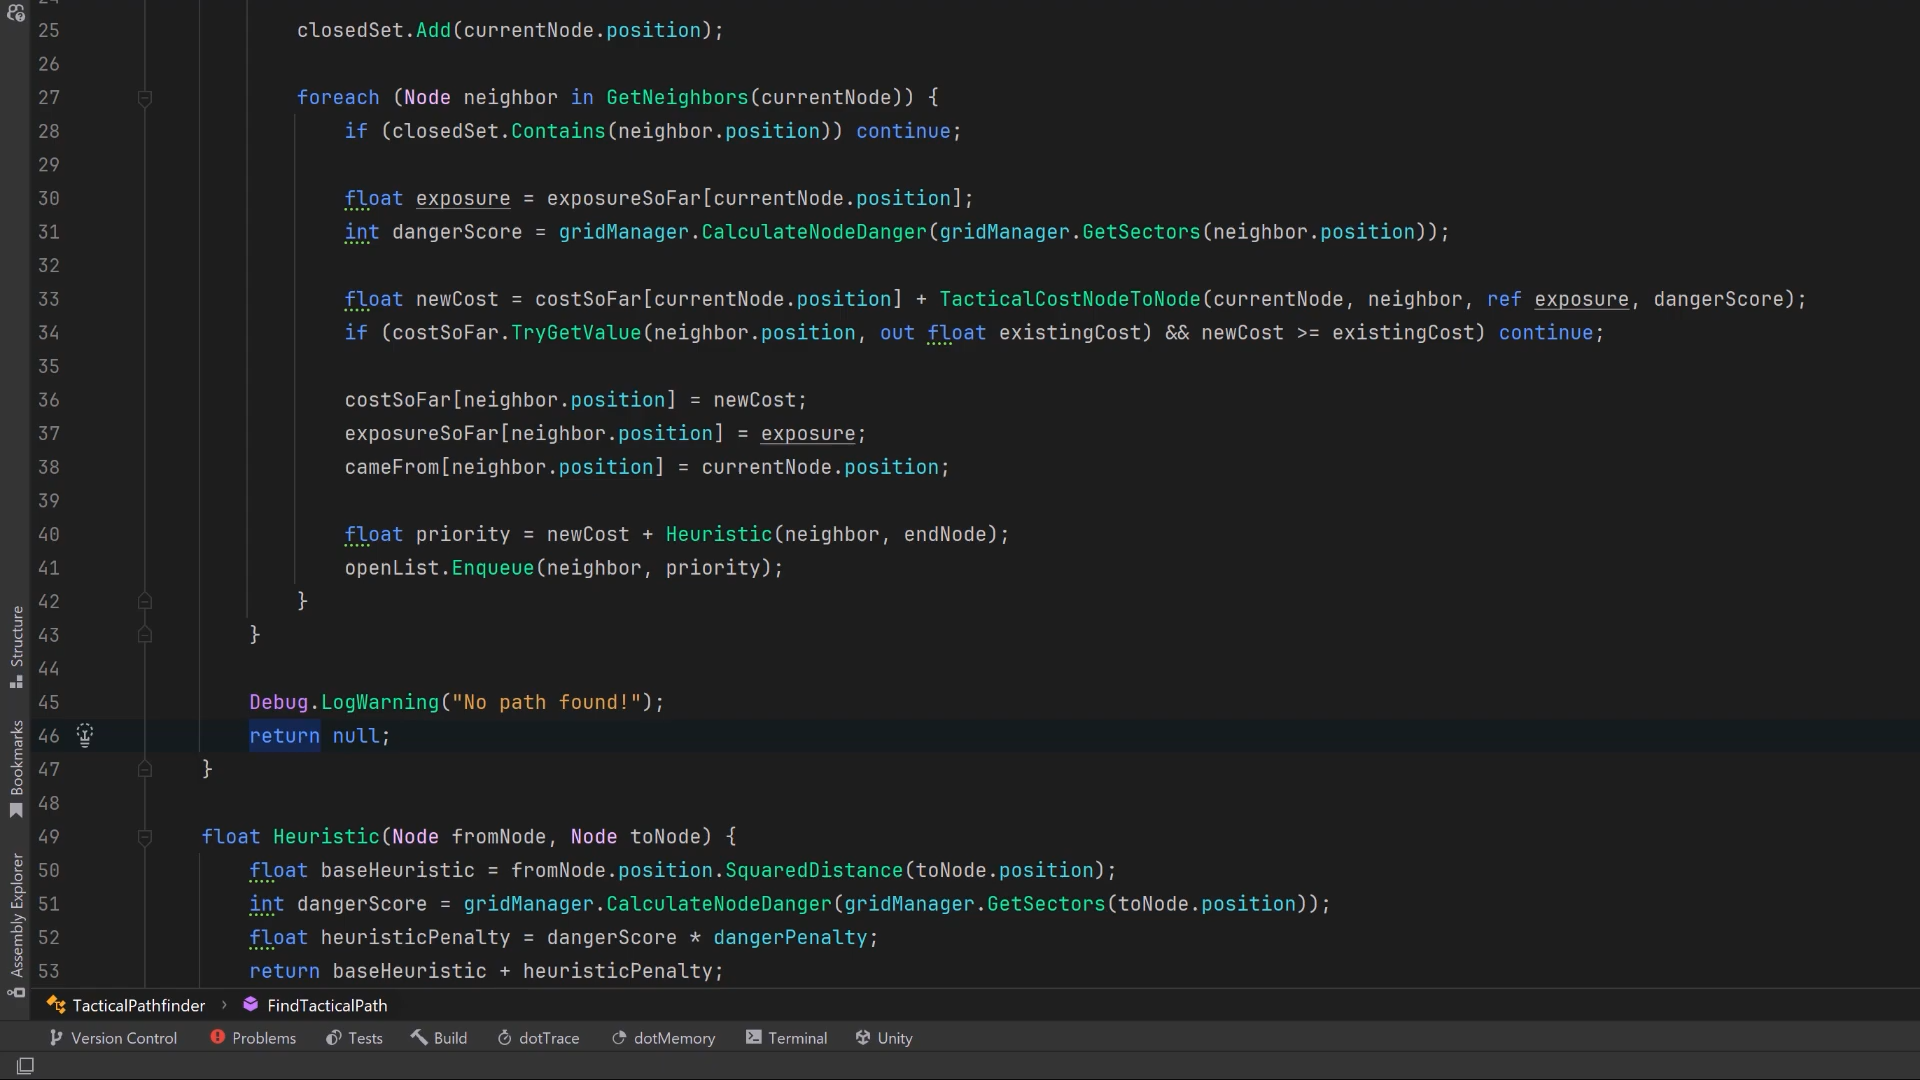 25 closedSet.Add(currentNode.position);
26
27 foreach (Node neighbor in GetNeighbors(currentNode)) {
28 if (closedSet.Contains(neighbor.position)) continue;
29
30 float exposure = exposureSoFar[currentNode.position];
31 int dangerScore = gridManager.CalculateNodeDanger(gridManager.GetSectors(neighbor.position));
32
33 float newCost = costSoFar[currentNode.position] + TacticalCostNodeToNode(currentNode, neighbor, ref exposure, dangerScore);
34 if (costSoFar.TryGetValue(neighbor.position, out float existingCost) && newCost >= existingCost) continue;
35
36 costSoFar[neighbor.position] = newCost;
37 exposureSoFar[neighbor.position] = exposure;
38 cameFrom[neighbor.position] = currentNode.position;
39
40 float priority = newCost + Heuristic(neighbor, endNode);
41 openList.Enqueue(neighbor, priority);
42 }
43 }
44
45 Debug.LogWarning("No path found!");
46 return null;
47 }
48
49 float Heuristic(Node fromNode, Node toNode) {
50 float baseHeuristic = fromNode.position.SquaredDistance(toNode.position);
51 int dangerScore = gridManager.CalculateNodeDanger(gridManager.GetSectors(toNode.position));
52 float heuristicPenalty = dangerScore * dangerPenalty;
53 return baseHeuristic + heuristicPenalty;
Structure
Bookmarks
Assembly Explorer
TacticalPathfinder › FindTacticalPath
Version Control Problems Tests Build dotTrace dotMemory Terminal Unity